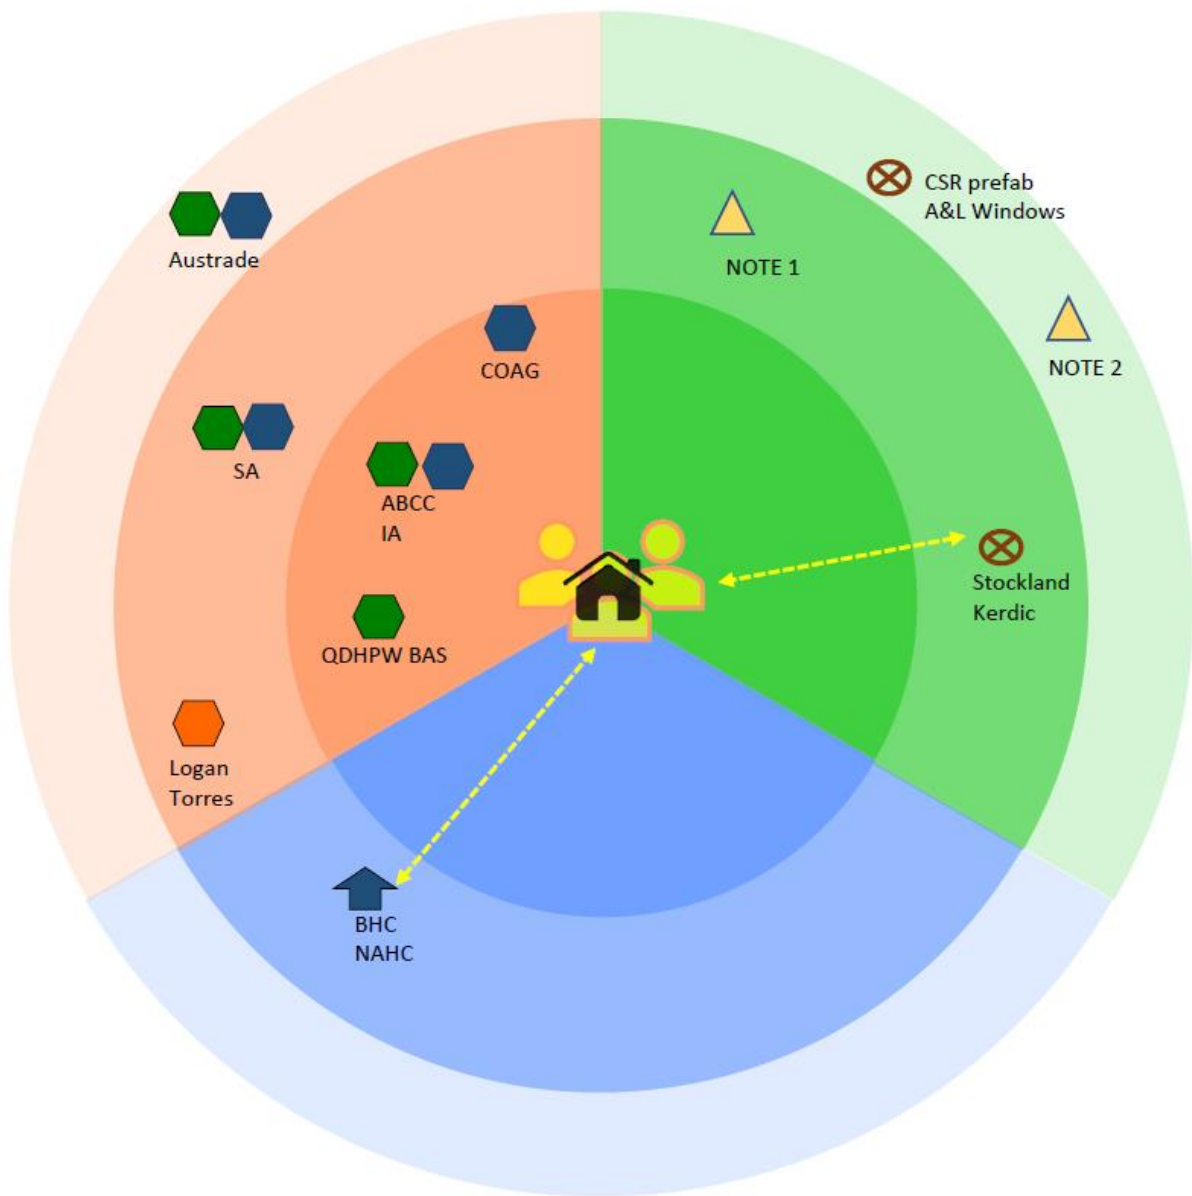 CSR prefab
A&L Windows
Austrade
NOTE 1
NOTE 2
COAG
SA
ABCC
IA
Stockland
Kerdic
QDHPW BAS
Logan
Torres
BHC
NAHC